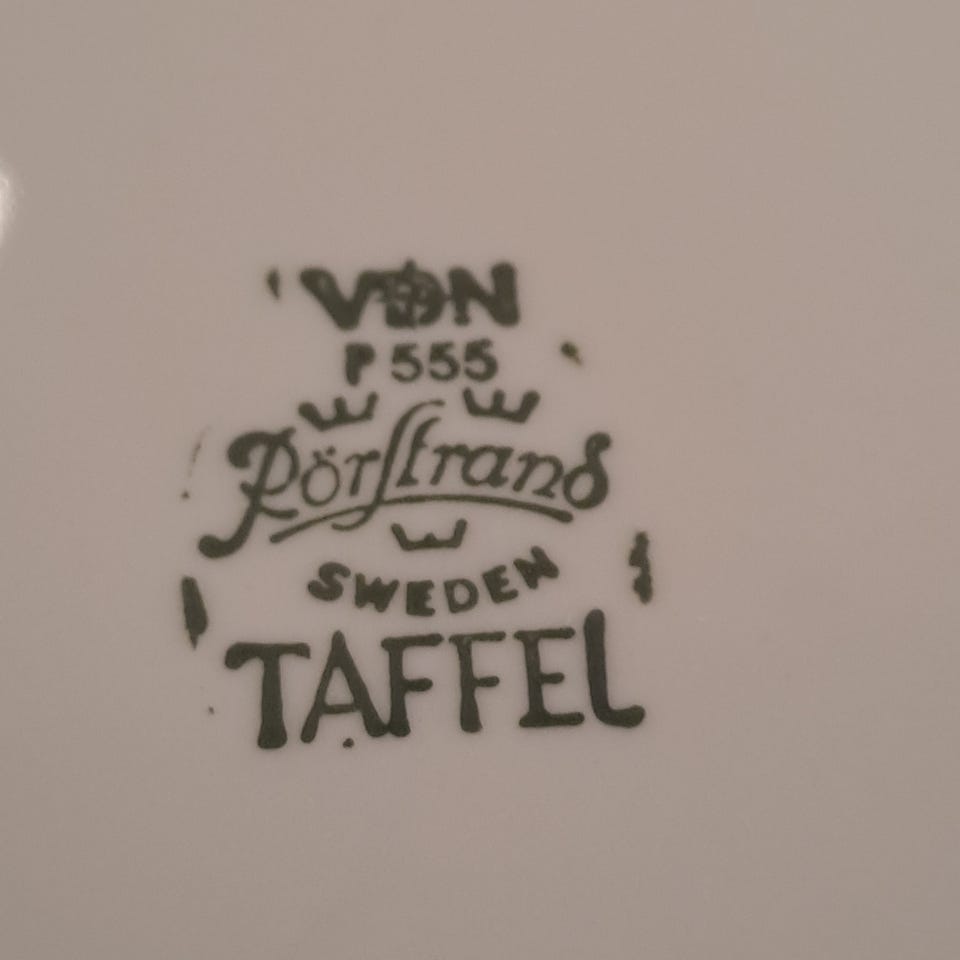 VDN
P 555
Rörstrand
SWEDEN
TAFFEL